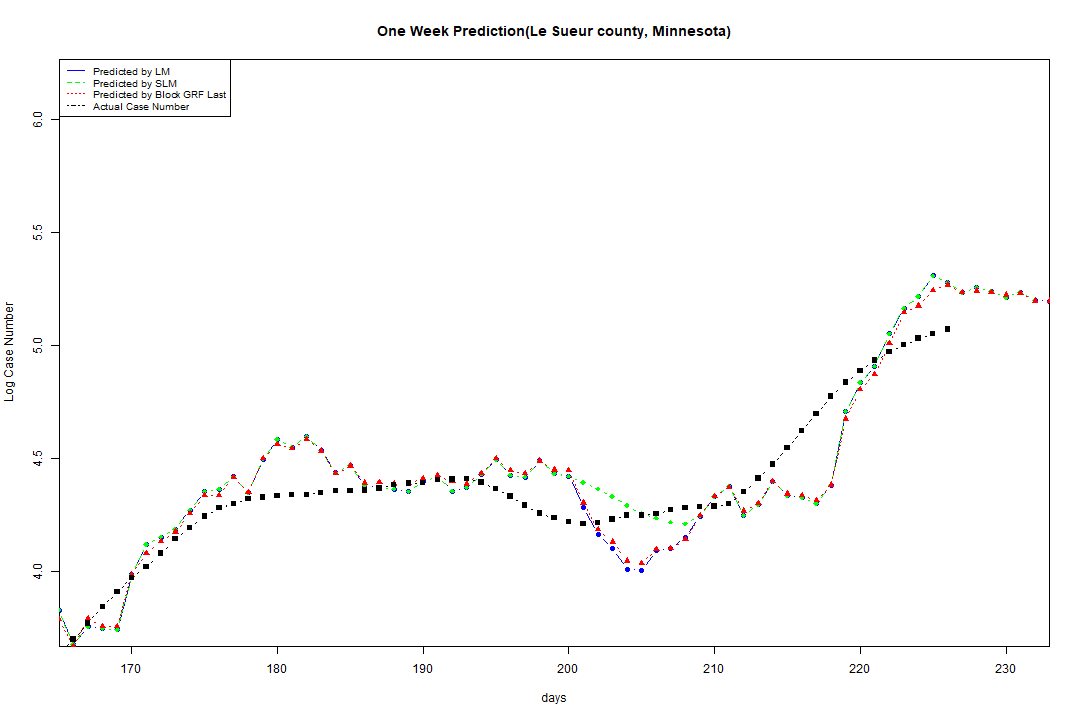 One Week Prediction(Le Sueur county, Minnesota)
Predicted by LM
Predicted by SLM
Predicted by Block GRF Last
Actual Case Number
Log Case Number
6.0
5.5
5.0
4.5
4.0
170 180 190 200 210 220 230
days